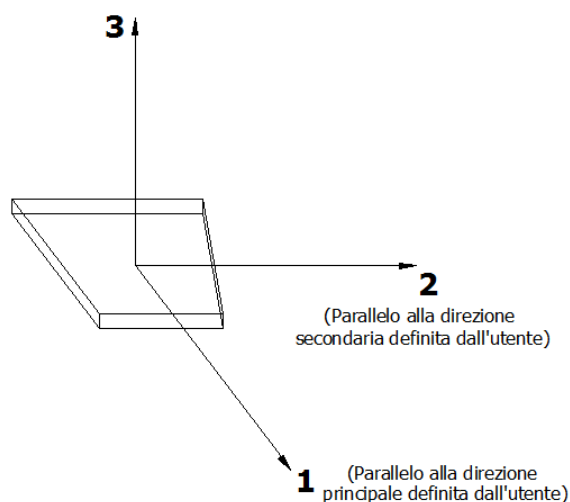 3
2
(Parallelo alla direzione
secondaria definita dall'utente)
1 (Parallelo alla direzione
principale definita dall'utente)